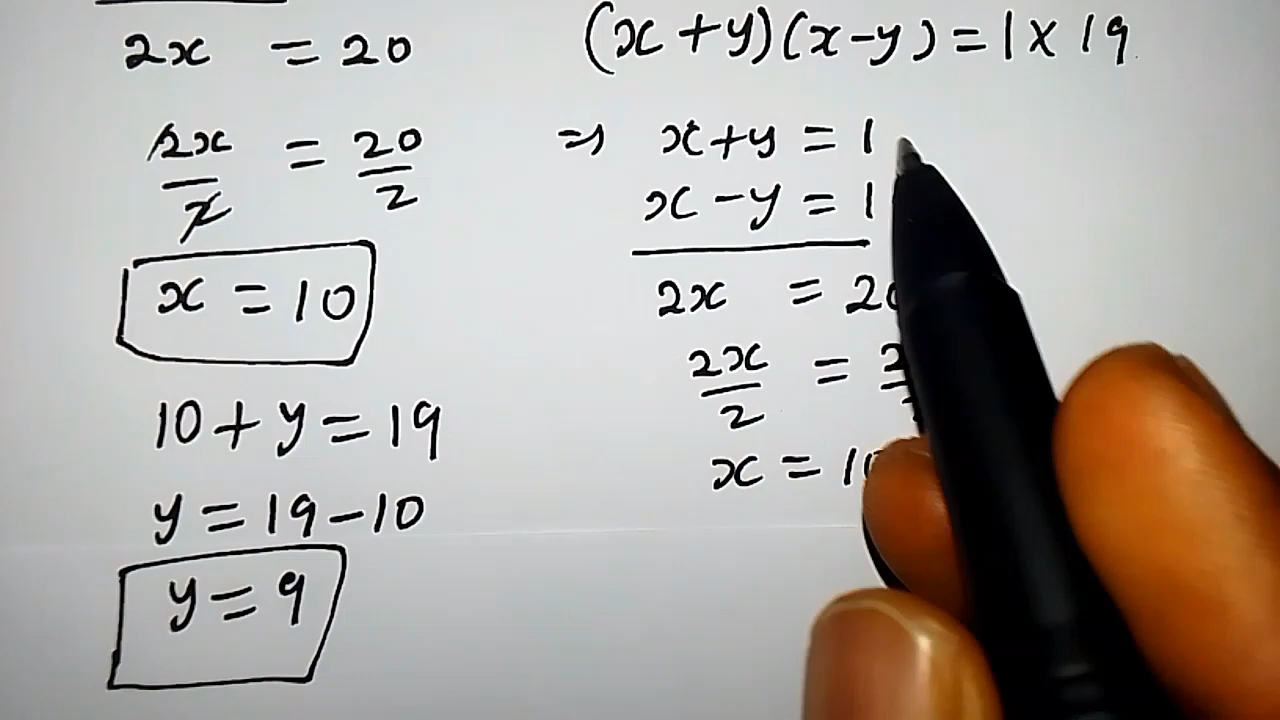 2x = 20
2x/2 = 20/2
x = 10
10 + y = 19
y = 19 - 10
y = 9
(x + y)(x - y) = 1 × 19
⇒ x + y = 1
x - y = 1
2x = 20
2x/2 =
x = 1